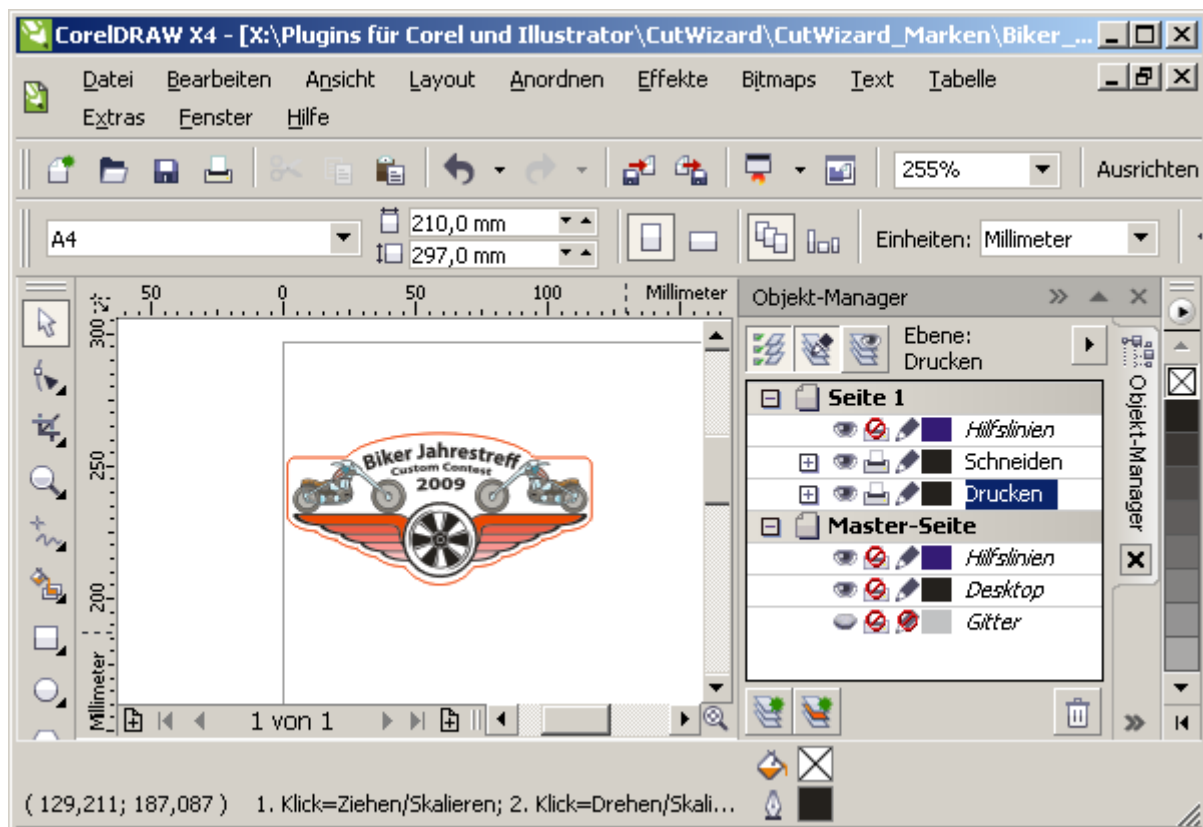 CorelDRAW X4 - [X:\Plugins für Corel und Illustrator\CutWizard\CutWizard_Marken\Biker_...
Datei Bearbeiten Ansicht Layout Anordnen Effekte Bitmaps Text Tabelle
Extras Fenster Hilfe
255% Ausrichten
A4
210,0 mm
297,0 mm
Einheiten: Millimeter
50 0 50 100 Millimeter
300
250
200
Millimeter
Biker Jahrestreff
Custom Contest
2009
Objekt-Manager
Ebene:
Drucken
Seite 1
Hilfslinien
Schneiden
Drucken
Master-Seite
Hilfslinien
Desktop
Gitter
Objekt-Manager
1 von 1
( 129,211; 187,087 ) 1. Klick=Ziehen/Skalieren; 2. Klick=Drehen/Skali...